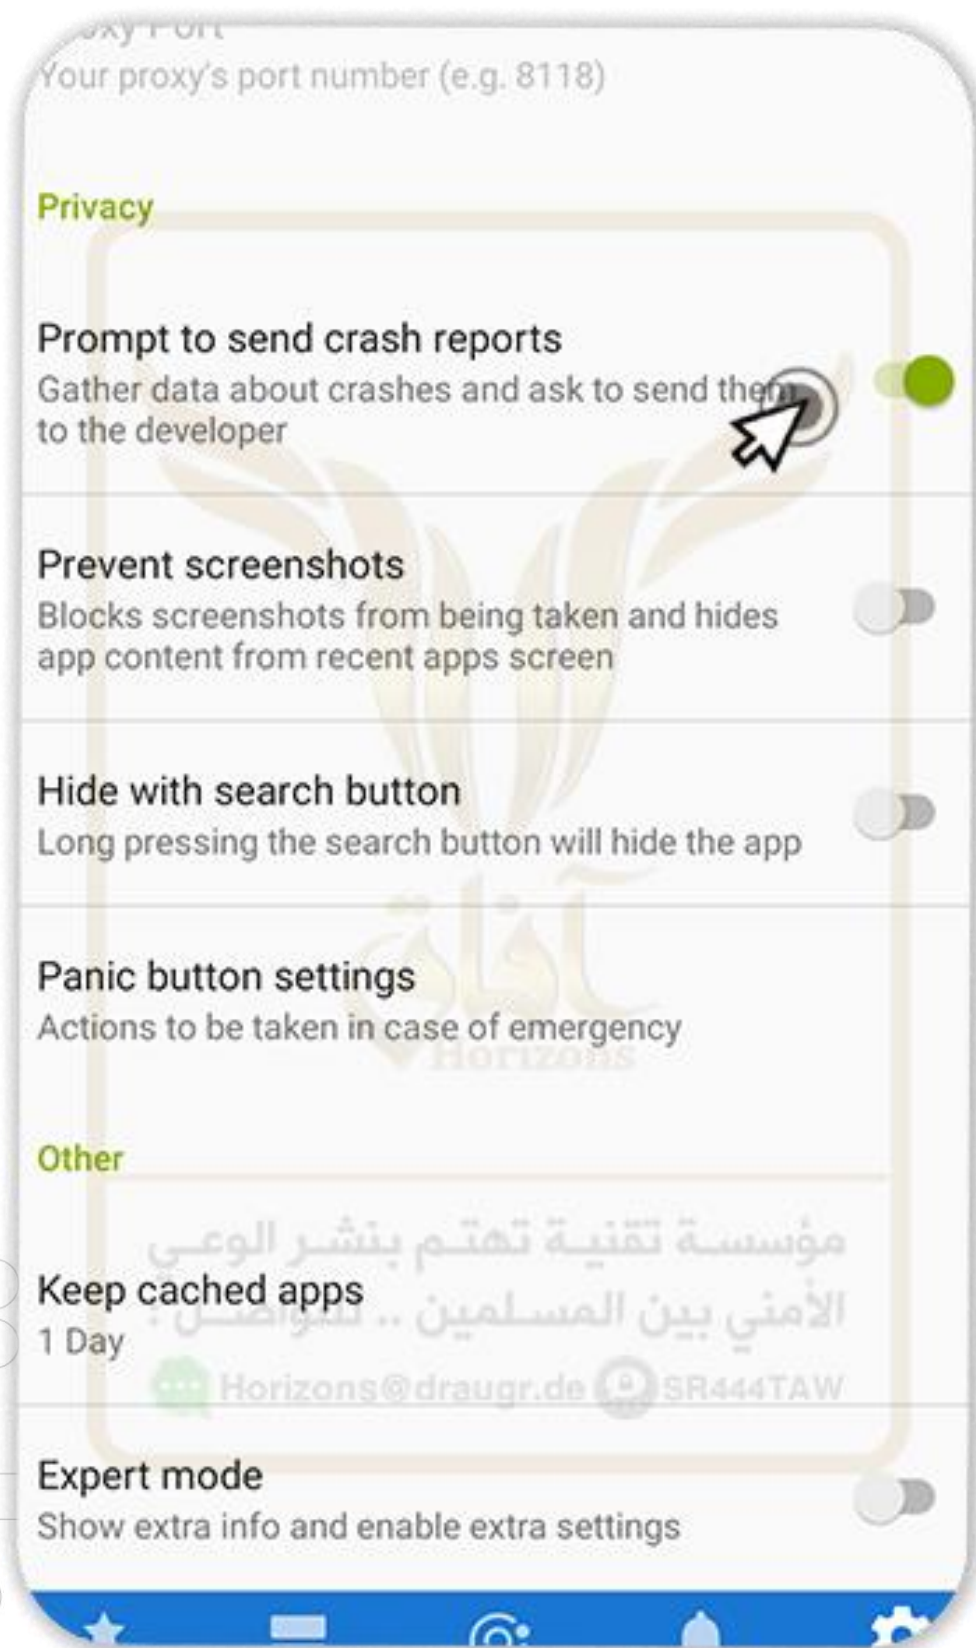 Your proxy's port number (e.g. 8118)
Privacy
Prompt to send crash reports
Gather data about crashes and ask to send them
to the developer
Prevent screenshots
Blocks screenshots from being taken and hides
app content from recent apps screen
Hide with search button
Long pressing the search button will hide the app
آفاق
Panic button settings
Actions to be taken in case of emergency
Horizons
Other
مؤسسة تقنية تهتم بنشر الوعي
Keep cached apps
الأمني بين المسلمين .. للتواصل :
1 Day
Horizons@draugr.de SR444TAW
Expert mode
Show extra info and enable extra settings